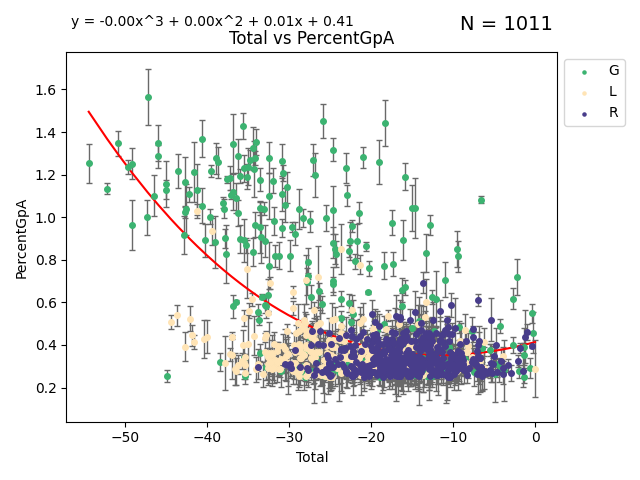 y = -0.00x^3 + 0.00x^2 + 0.01x + 0.41
N = 1011
Total vs PercentGpA
G
L
R
PercentGpA
1.6
1.4
1.2
1.0
0.8
0.6
0.4
0.2
−50
−40
−30
−20
−10
0
Total